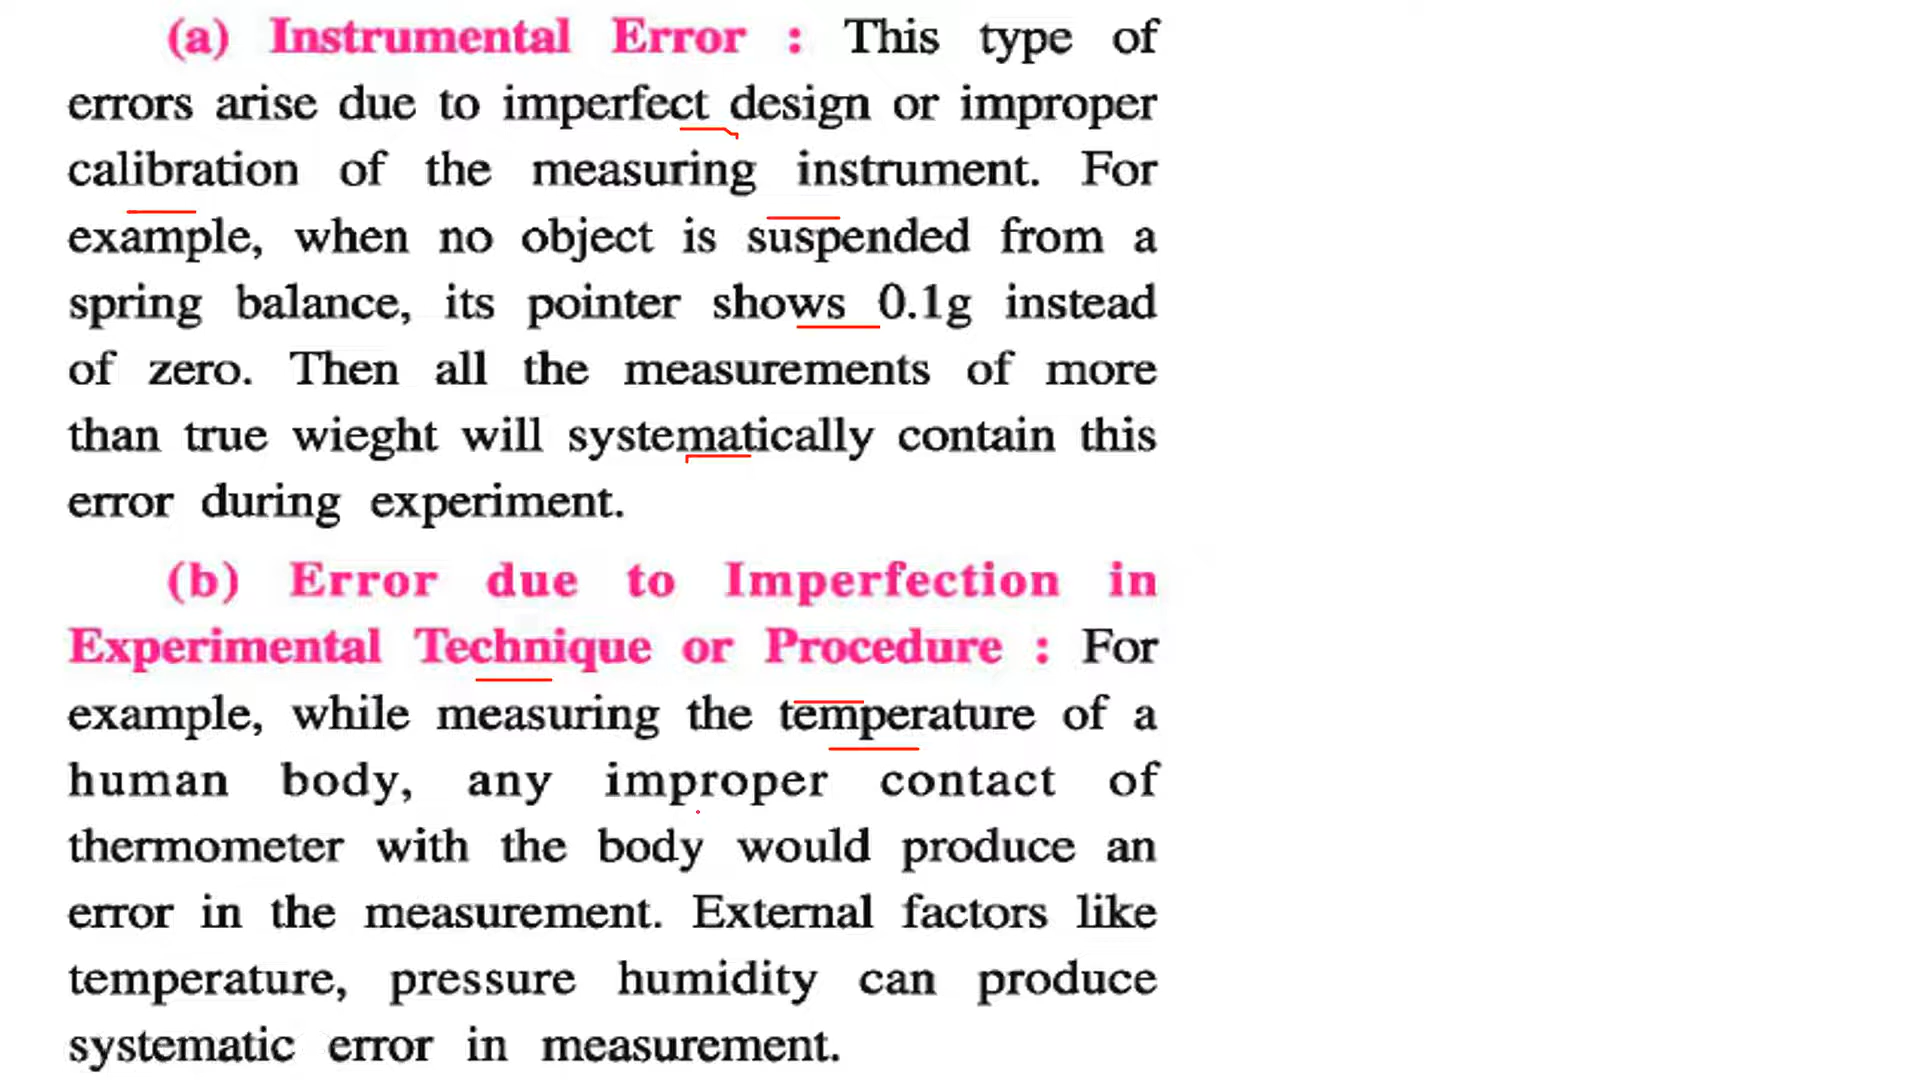 (a) Instrumental Error : This type of
errors arise due to imperfect design or improper
calibration of the measuring instrument. For
example, when no object is suspended from a
spring balance, its pointer shows 0.1g instead
of zero. Then all the measurements of more
than true wieght will systematically contain this
error during experiment.
(b) Error due to Imperfection in
Experimental Technique or Procedure : For
example, while measuring the temperature of a
human body, any improper contact of
thermometer with the body would produce an
error in the measurement. External factors like
temperature, pressure humidity can produce
systematic error in measurement.